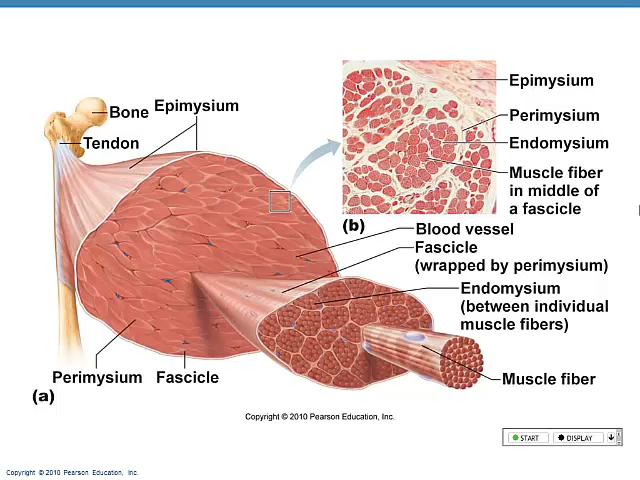 Bone
Epimysium
Tendon
Epimysium
Perimysium
Endomysium
Muscle fiber
in middle of
a fascicle
(b)
Blood vessel
Fascicle
(wrapped by perimysium)
Endomysium
(between individual
muscle fibers)
Muscle fiber
Perimysium
Fascicle
(a)
Copyright © 2010 Pearson Education, Inc.
START
DISPLAY
Copyright © 2010 Pearson Education, Inc.